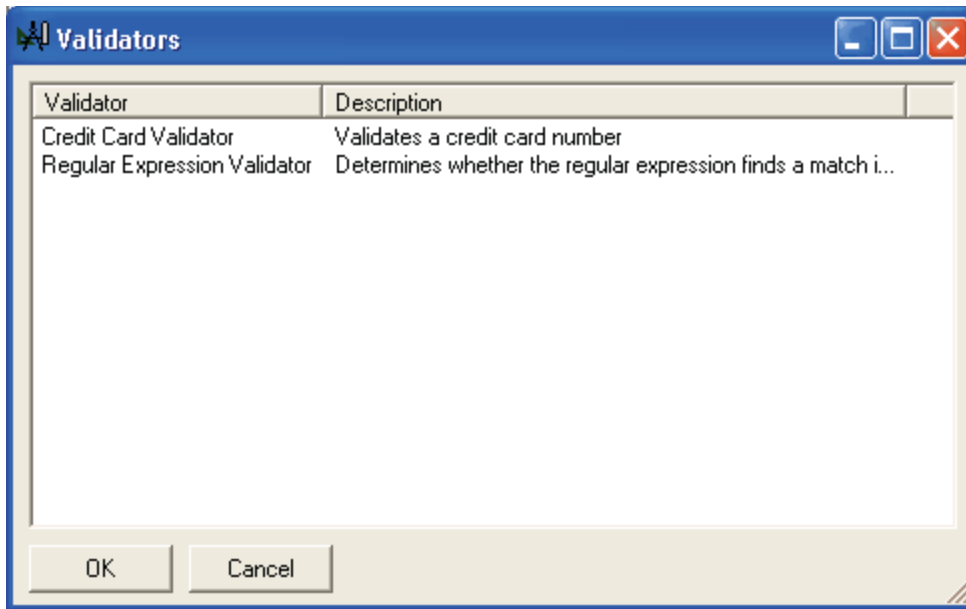 Validators
Validator Description
Credit Card Validator Validates a credit card number
Regular Expression Validator Determines whether the regular expression finds a match i...
OK Cancel